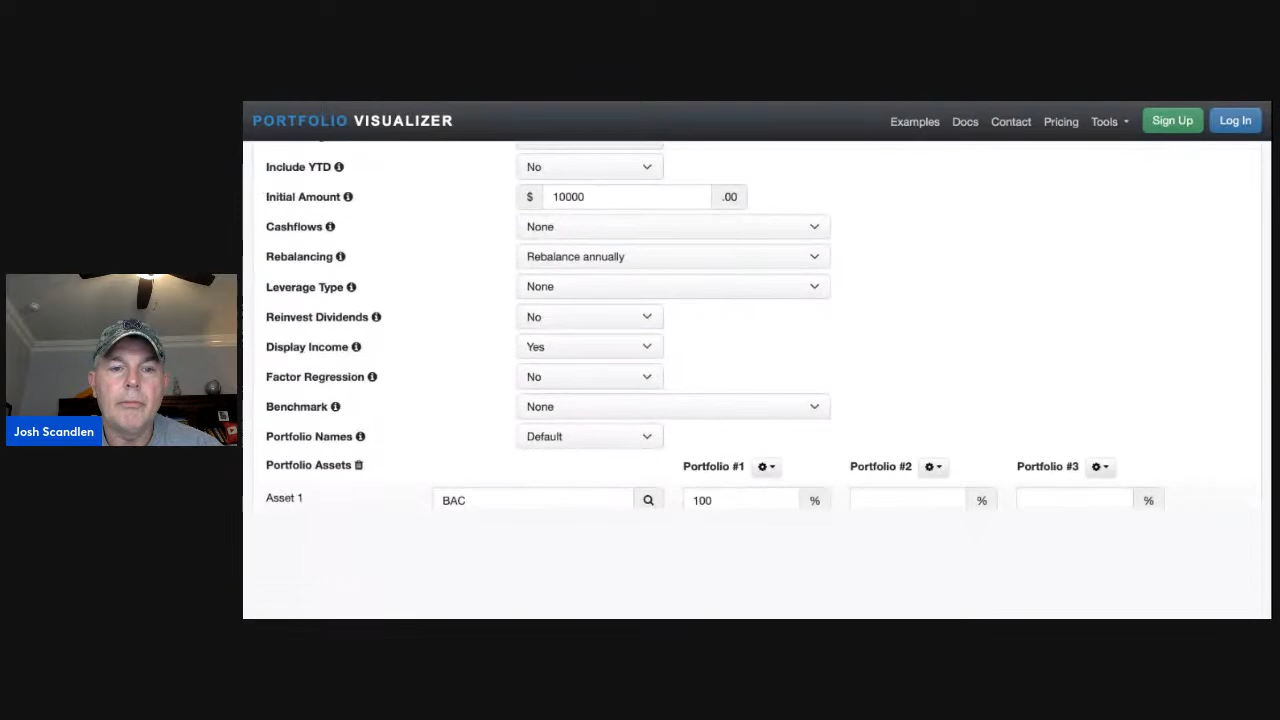 PORTFOLIO VISUALIZER
Examples Docs Contact Pricing Tools Sign Up Log In
Include YTD No
Initial Amount $ 10000 .00
Cashflows None
Rebalancing Rebalance annually
Leverage Type None
Reinvest Dividends No
Display Income Yes
Factor Regression No
Benchmark None
Portfolio Names Default
Portfolio Assets Portfolio #1 Portfolio #2 Portfolio #3
Asset 1 BAC 100 % % %
Josh Scandlen